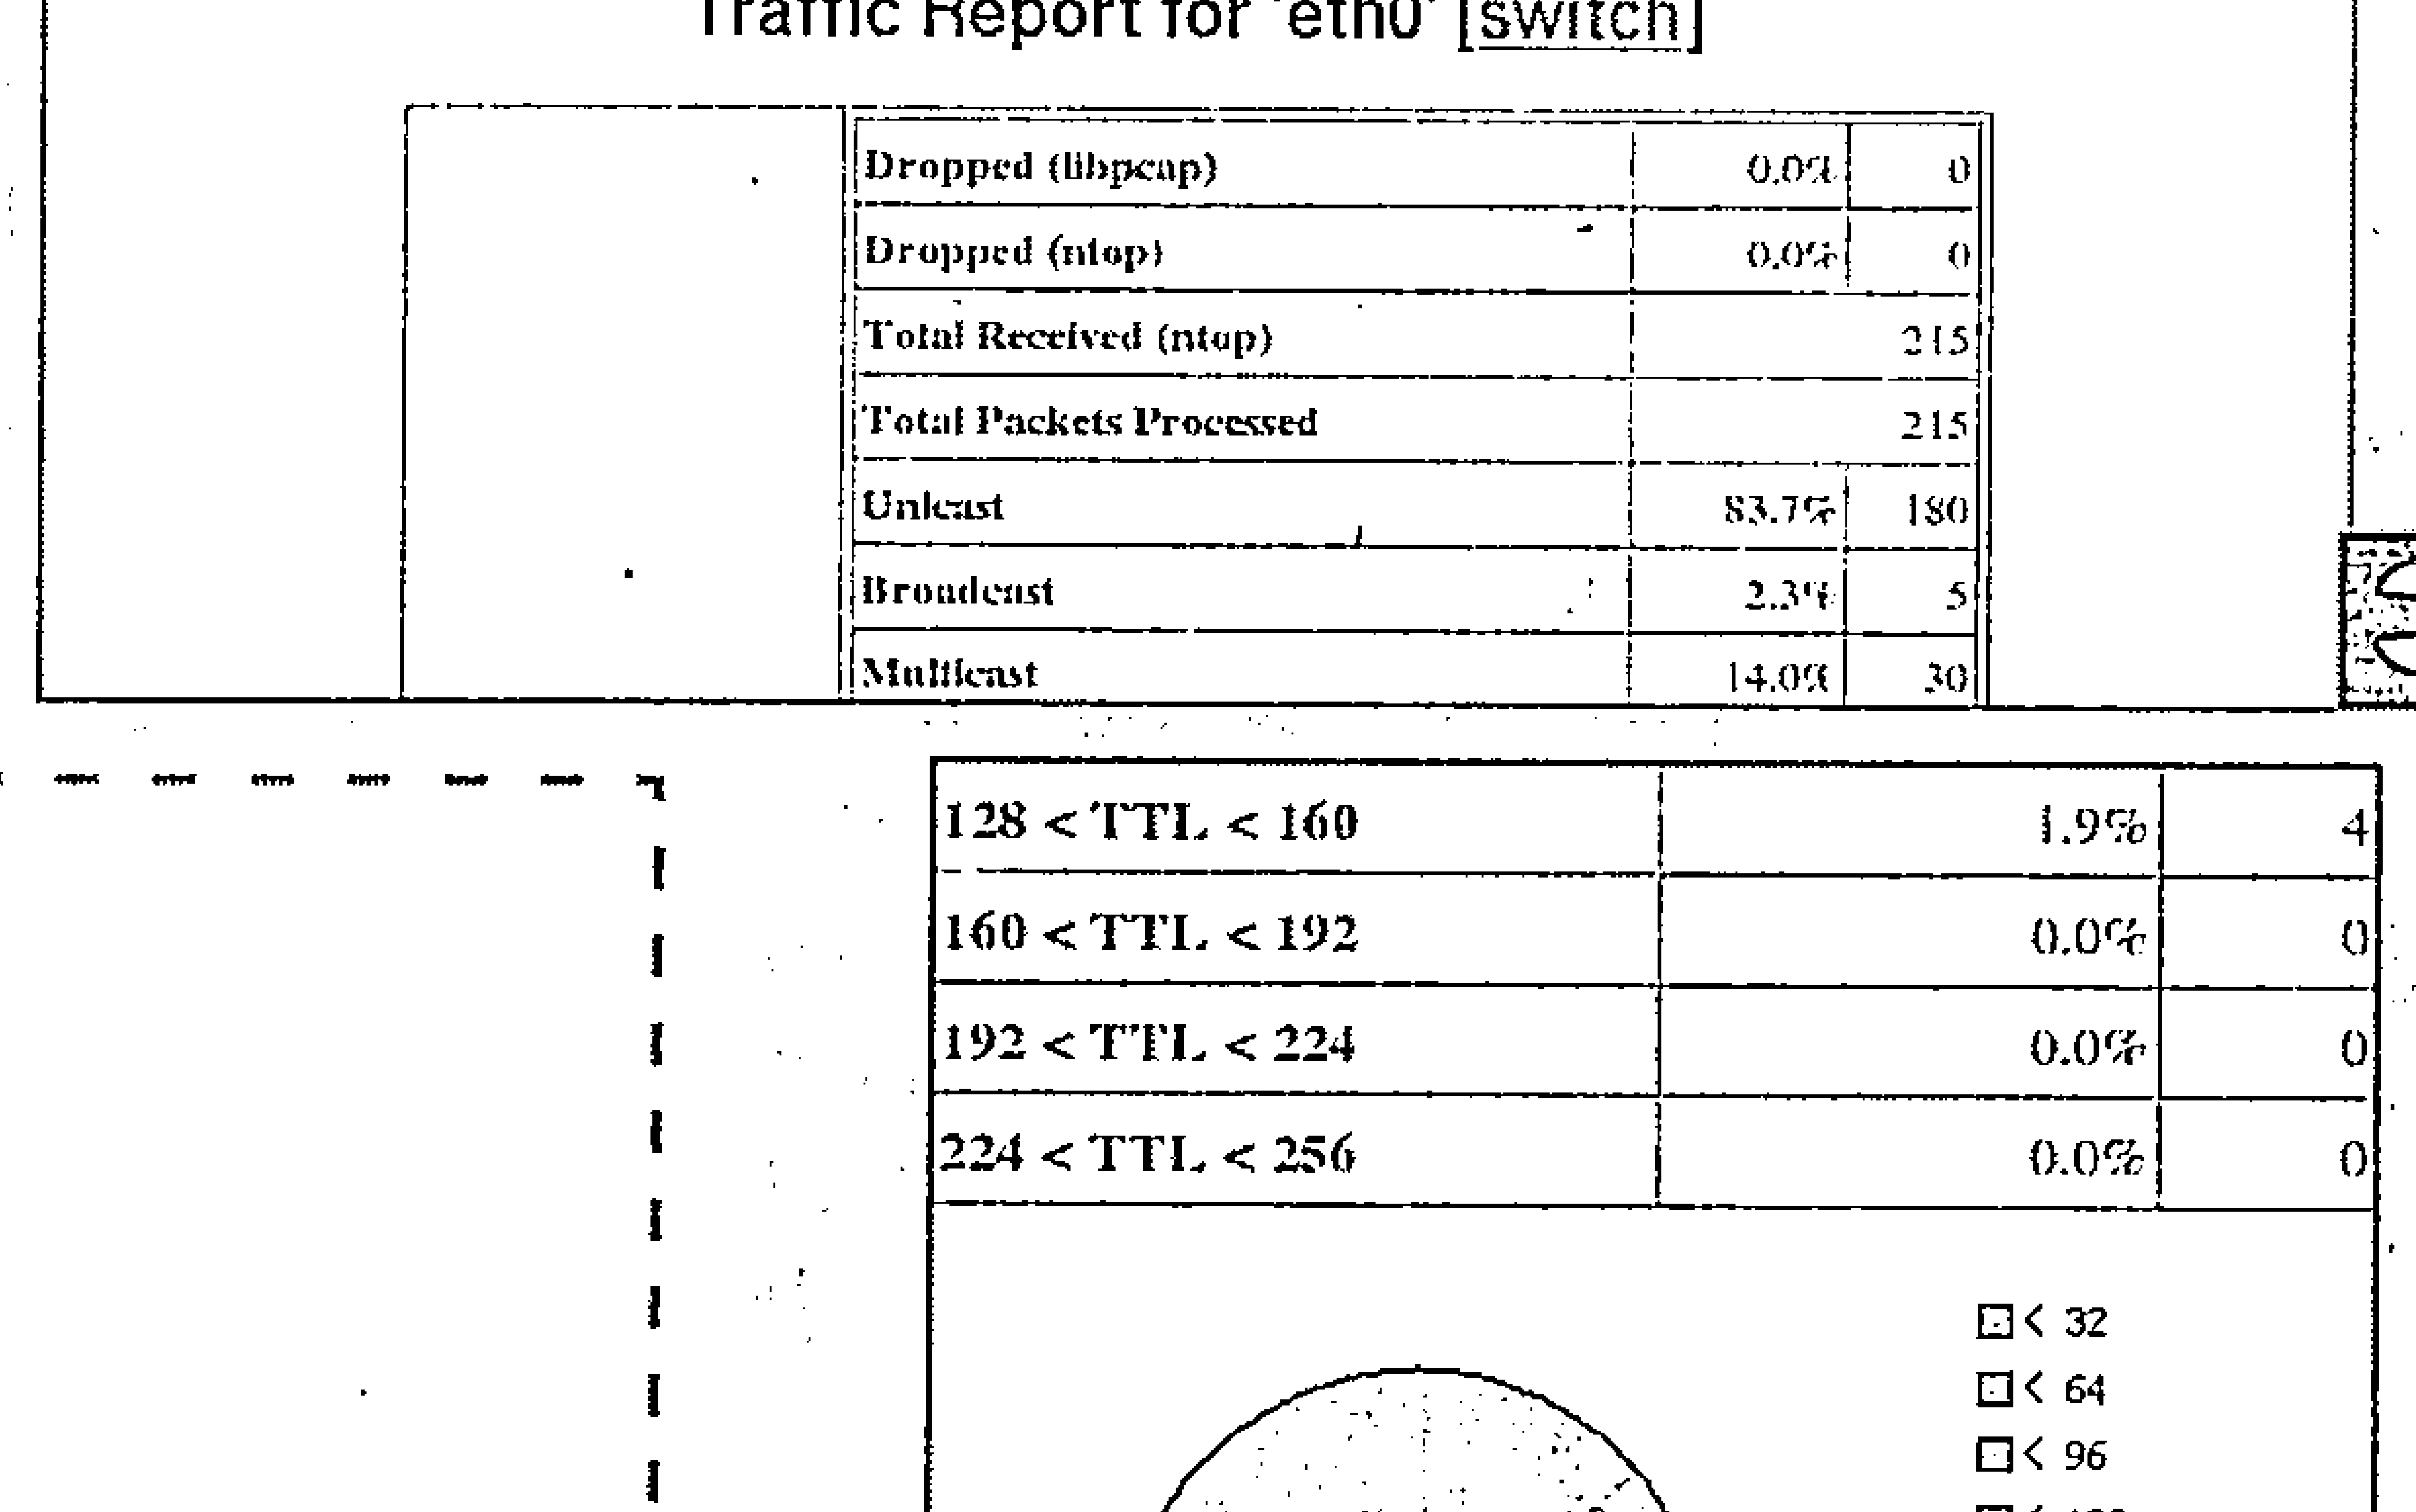 Traffic Report for 'eth0' [switch]
Dropped (libpcap) 0.0% 0
Dropped (ntop) 0.0% 0
Total Received (ntop) 215
Total Packets Processed 215
Unicast 83.7% 180
Broadcast 2.3% 5
Multicast 14.0% 30
128 < TTL < 160 1.9% 4
160 < TTL < 192 0.0% 0
192 < TTL < 224 0.0% 0
224 < TTL < 256 0.0% 0
< 32
< 64
< 96